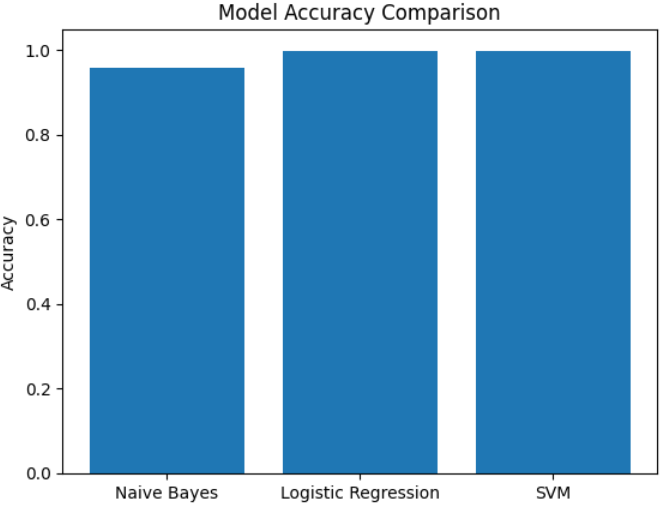 Model Accuracy Comparison
Accuracy
1.0
0.8
0.6
0.4
0.2
0.0
Naive Bayes
Logistic Regression
SVM